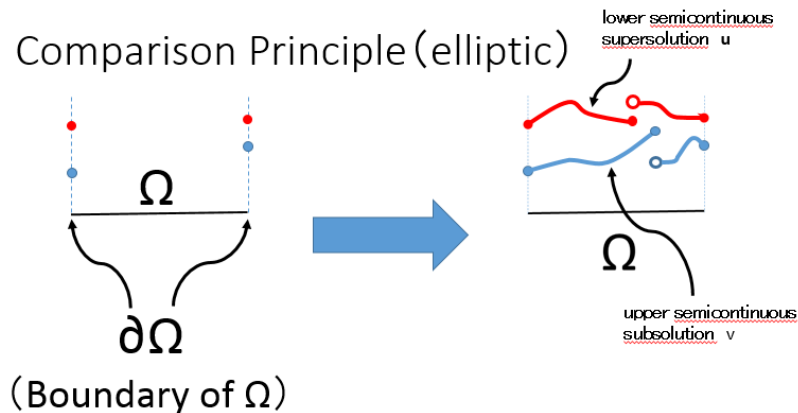 Comparison Principle(elliptic)
lower semicontinuous
supersolution u
Ω
∂Ω
(Boundary of Ω)
Ω
upper semicontinuous
subsolution v